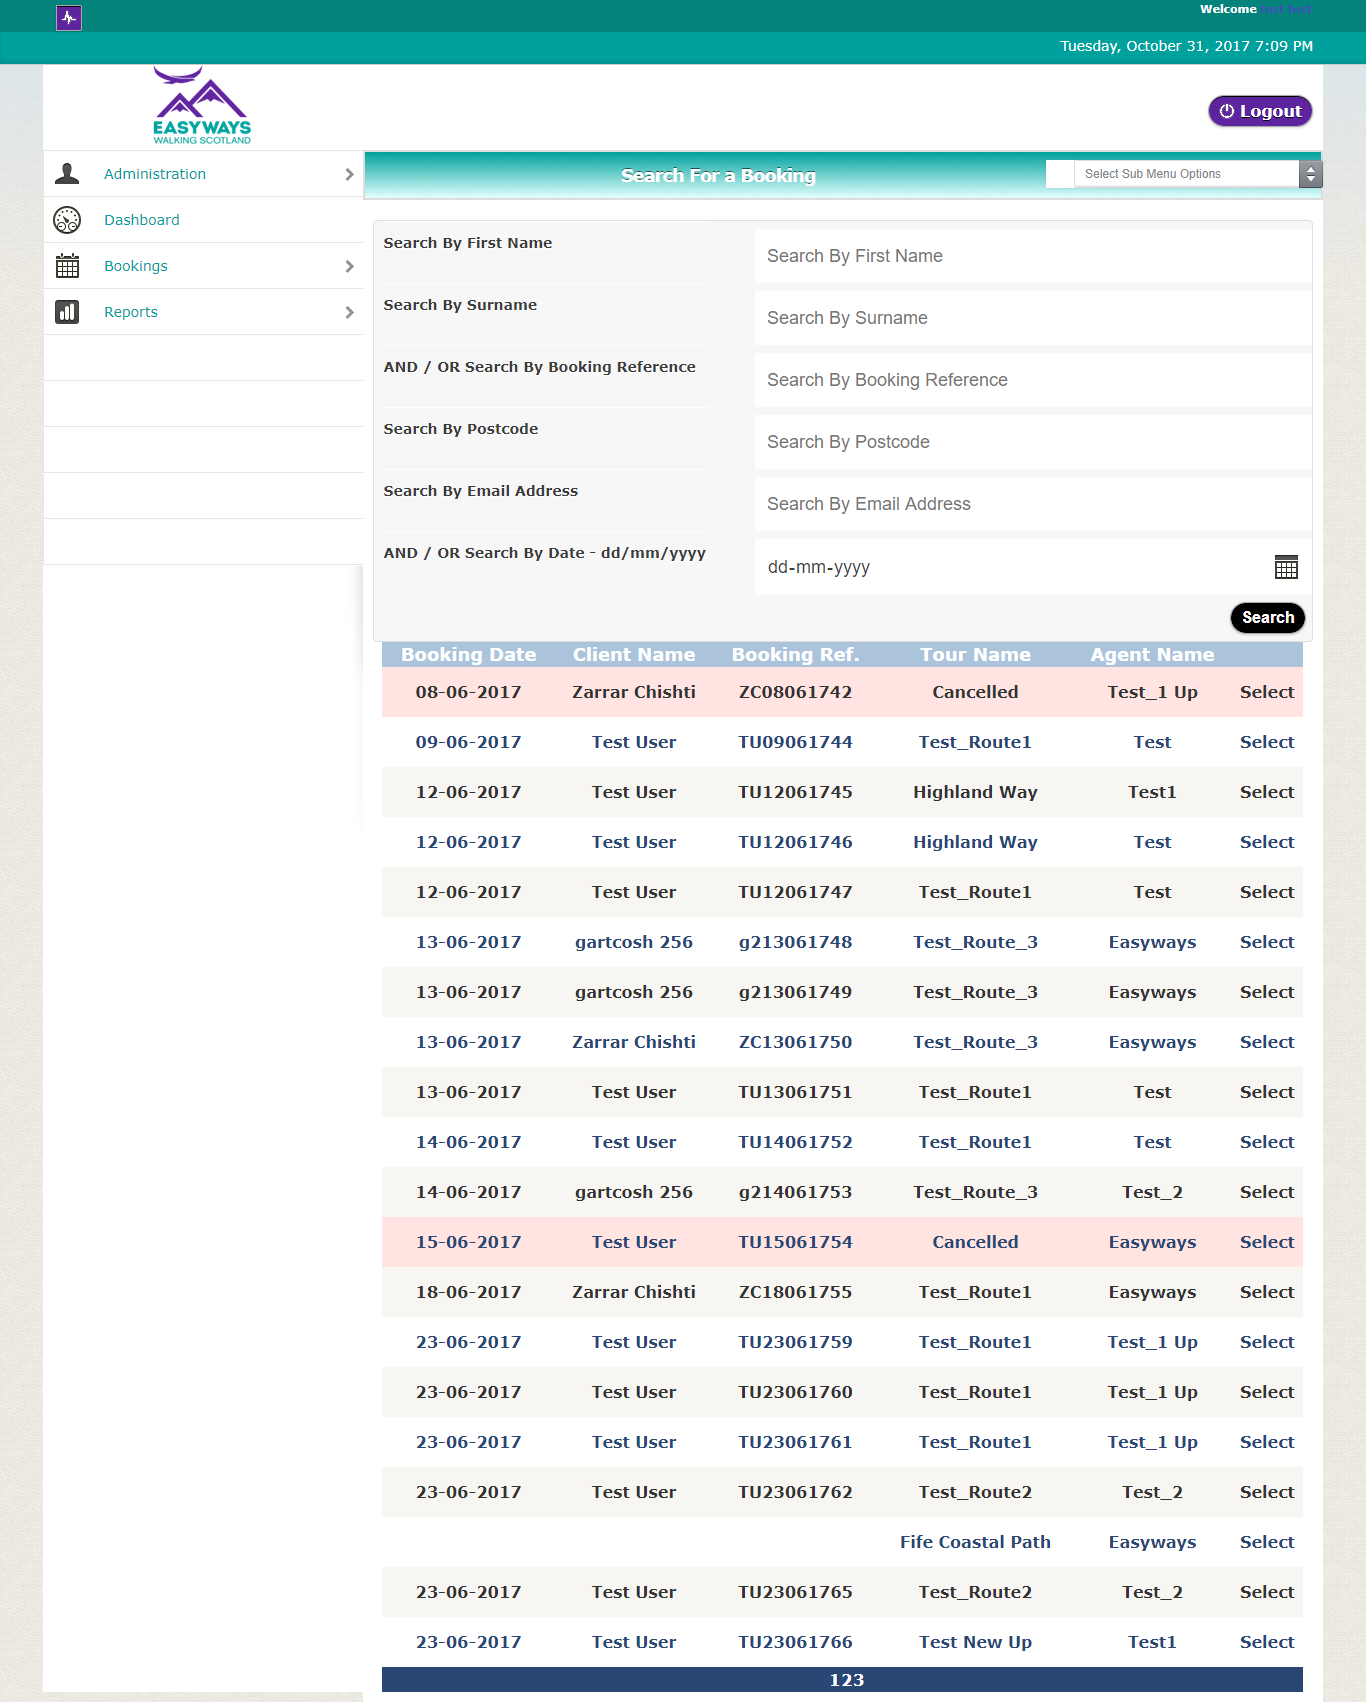 Welcome test test
Tuesday, October 31, 2017 7:09 PM
EASYWAYS
WALKING SCOTLAND
Logout
Administration
Dashboard
Bookings
Reports
Search For a Booking
Select Sub Menu Options
Search By First Name
Search By First Name
Search By Surname
Search By Surname
AND / OR Search By Booking Reference
Search By Booking Reference
Search By Postcode
Search By Postcode
Search By Email Address
Search By Email Address
AND / OR Search By Date - dd/mm/yyyy
dd-mm-yyyy
Search
Booking Date Client Name Booking Ref. Tour Name Agent Name
08-06-2017 Zarrar Chishti ZC08061742 Cancelled Test_1 Up Select
09-06-2017 Test User TU09061744 Test_Route1 Test Select
12-06-2017 Test User TU12061745 Highland Way Test1 Select
12-06-2017 Test User TU12061746 Highland Way Test Select
12-06-2017 Test User TU12061747 Test_Route1 Test Select
13-06-2017 gartcosh 256 g213061748 Test_Route_3 Easyways Select
13-06-2017 gartcosh 256 g213061749 Test_Route_3 Easyways Select
13-06-2017 Zarrar Chishti ZC13061750 Test_Route_3 Easyways Select
13-06-2017 Test User TU13061751 Test_Route1 Test Select
14-06-2017 Test User TU14061752 Test_Route1 Test Select
14-06-2017 gartcosh 256 g214061753 Test_Route_3 Test_2 Select
15-06-2017 Test User TU15061754 Cancelled Easyways Select
18-06-2017 Zarrar Chishti ZC18061755 Test_Route1 Easyways Select
23-06-2017 Test User TU23061759 Test_Route1 Test_1 Up Select
23-06-2017 Test User TU23061760 Test_Route1 Test_1 Up Select
23-06-2017 Test User TU23061761 Test_Route1 Test_1 Up Select
23-06-2017 Test User TU23061762 Test_Route2 Test_2 Select
Fife Coastal Path Easyways Select
23-06-2017 Test User TU23061765 Test_Route2 Test_2 Select
23-06-2017 Test User TU23061766 Test New Up Test1 Select
123